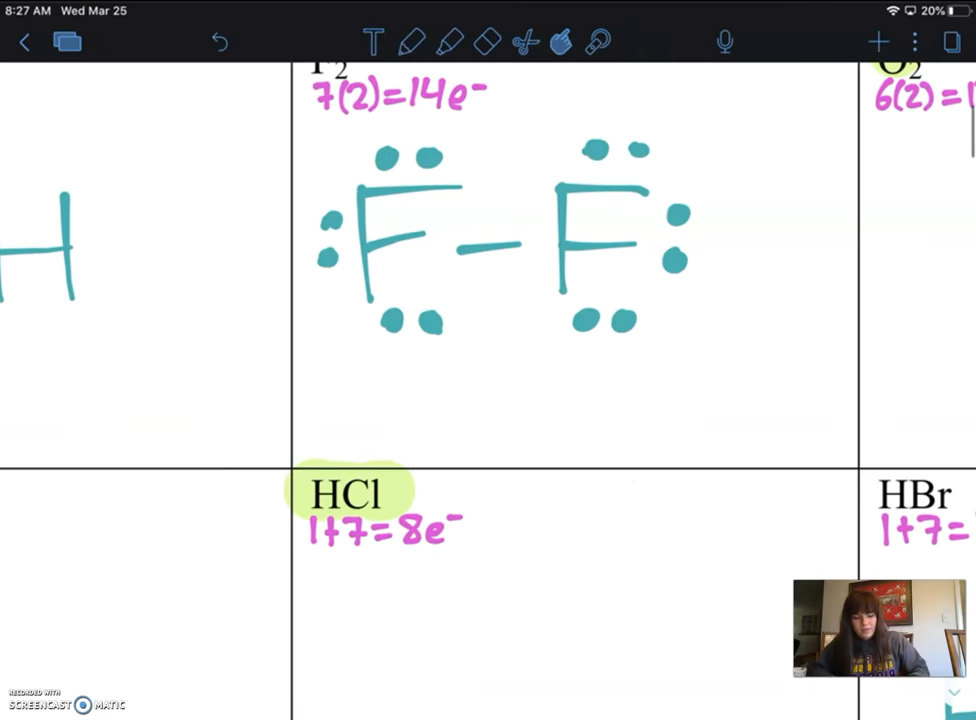 8:27 AM Wed Mar 25
20%
F₂
O₂
7(2)=14e⁻
6(2)=1
H
F–F
HCl
HBr
1+7=8e⁻
1+7=
RECORDED WITH
SCREENCAST MATIC